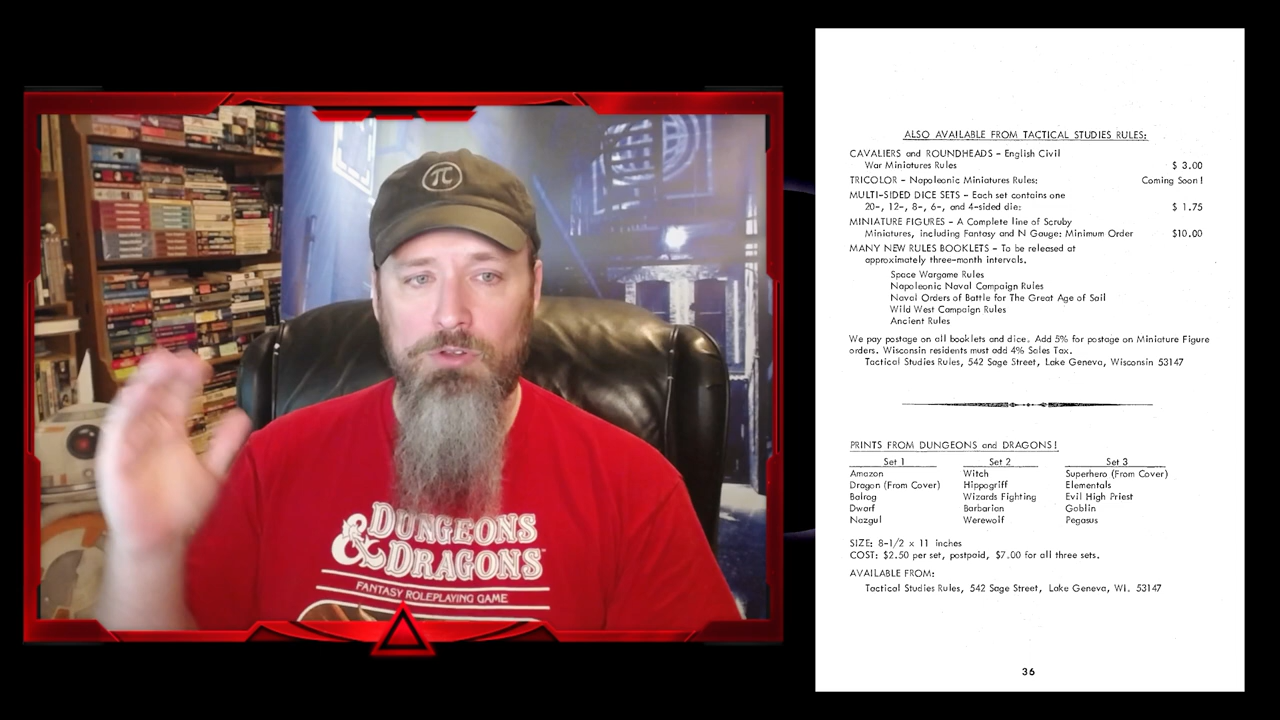 π
DUNGEONS
& DRAGONS™
FANTASY ROLEPLAYING GAME
ALSO AVAILABLE FROM TACTICAL STUDIES RULES:
CAVALIERS and ROUNDHEADS - English Civil
War Miniatures Rules $ 3.00
TRICOLOR - Napoleonic Miniatures Rules: Coming Soon!
MULTI-SIDED DICE SETS - Each set contains one
20-, 12-, 8-, 6-, and 4-sided die: $ 1.75
MINIATURE FIGURES - A Complete line of Scruby
Miniatures, including Fantasy and N Gauge: Minimum Order $10.00
MANY NEW RULES BOOKLETS - To be released at
approximately three-month intervals.
Space Wargame Rules
Napoleonic Naval Campaign Rules
Naval Orders of Battle for The Great Age of Sail
Wild West Campaign Rules
Ancient Rules
We pay postage on all booklets and dice. Add 5% for postage on Miniature Figure
orders. Wisconsin residents must add 4% Sales Tax.
Tactical Studies Rules, 542 Sage Street, Lake Geneva, Wisconsin 53147
PRINTS FROM DUNGEONS and DRAGONS!
Set 1 Set 2 Set 3
Amazon Witch Superhero (From Cover)
Dragon (From Cover) Hippogriff Elementals
Balrog Wizards Fighting Evil High Priest
Dwarf Barbarian Goblin
Nazgul Werewolf Pegasus
SIZE: 8-1/2 x 11 inches
COST: $2.50 per set, postpaid, $7.00 for all three sets.
AVAILABLE FROM:
Tactical Studies Rules, 542 Sage Street, Lake Geneva, WI. 53147
36